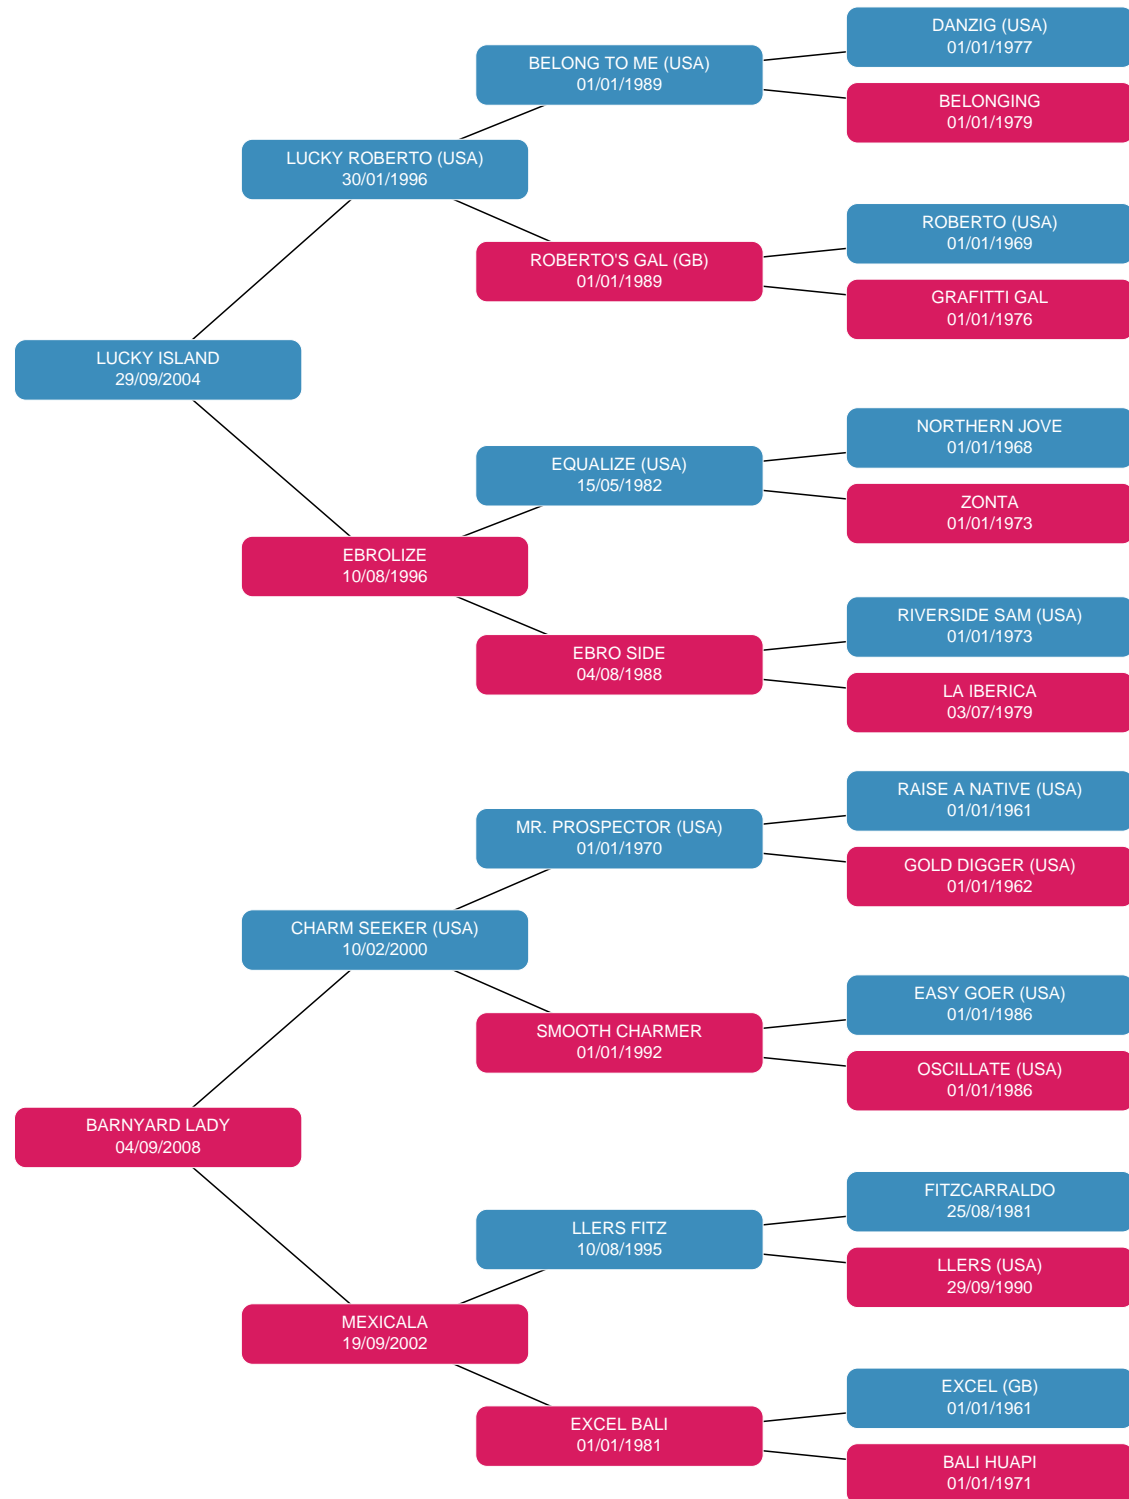 DANZIG (USA)
01/01/1977
BELONG TO ME (USA)
01/01/1989
BELONGING
01/01/1979
LUCKY ROBERTO (USA)
30/01/1996
ROBERTO (USA)
01/01/1969
ROBERTO'S GAL (GB)
01/01/1989
GRAFITTI GAL
01/01/1976
LUCKY ISLAND
29/09/2004
NORTHERN JOVE
01/01/1968
EQUALIZE (USA)
15/05/1982
ZONTA
01/01/1973
EBROLIZE
10/08/1996
RIVERSIDE SAM (USA)
01/01/1973
EBRO SIDE
04/08/1988
LA IBERICA
03/07/1979
RAISE A NATIVE (USA)
01/01/1961
MR. PROSPECTOR (USA)
01/01/1970
GOLD DIGGER (USA)
01/01/1962
CHARM SEEKER (USA)
10/02/2000
EASY GOER (USA)
01/01/1986
SMOOTH CHARMER
01/01/1992
OSCILLATE (USA)
01/01/1986
BARNYARD LADY
04/09/2008
FITZCARRALDO
25/08/1981
LLERS FITZ
10/08/1995
LLERS (USA)
29/09/1990
MEXICALA
19/09/2002
EXCEL (GB)
01/01/1961
EXCEL BALI
01/01/1981
BALI HUAPI
01/01/1971